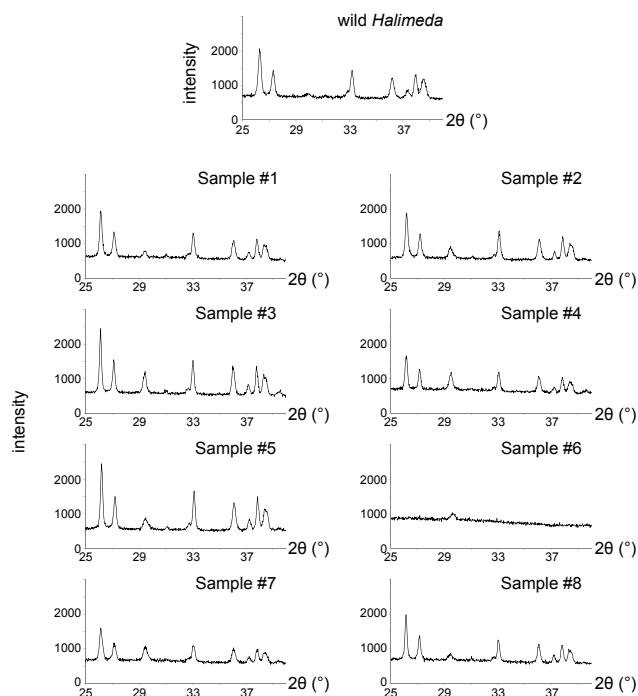 wild Halimeda
intensity
2000
1000
0
25 29 33 37 2θ (°)
Sample #1
2000
1000
0
25 29 33 37 2θ (°)
Sample #2
2000
1000
0
25 29 33 37 2θ (°)
Sample #3
2000
1000
0
25 29 33 37 2θ (°)
Sample #4
2000
1000
0
25 29 33 37 2θ (°)
intensity
Sample #5
2000
1000
0
25 29 33 37 2θ (°)
Sample #6
2000
1000
0
25 29 33 37 2θ (°)
Sample #7
2000
1000
0
25 29 33 37 2θ (°)
Sample #8
2000
1000
0
25 29 33 37 2θ (°)